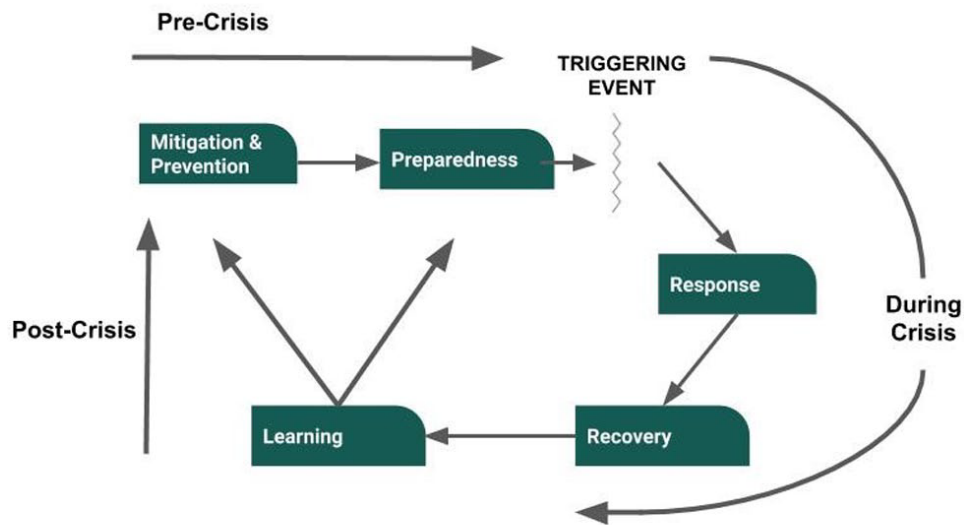 Pre-Crisis
TRIGGERING
EVENT
Mitigation &
Prevention
Preparedness
Response
During
Crisis
Post-Crisis
Learning
Recovery